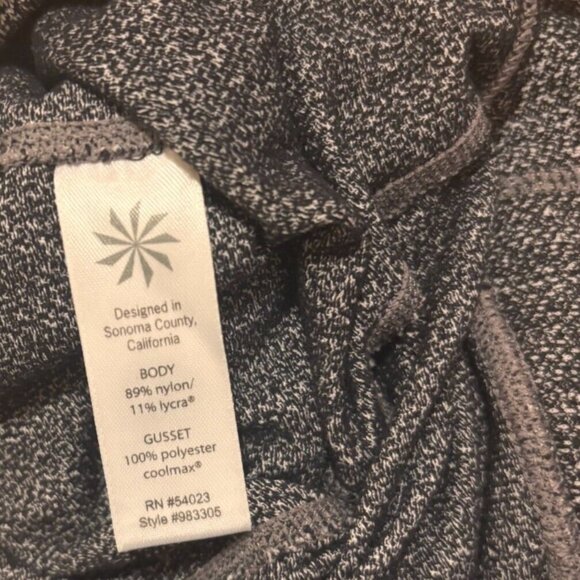 Designed in
Sonoma County,
California
BODY
89% nylon/
11% lycra®
GUSSET
100% polyester
coolmax®
RN #54023
Style #983305